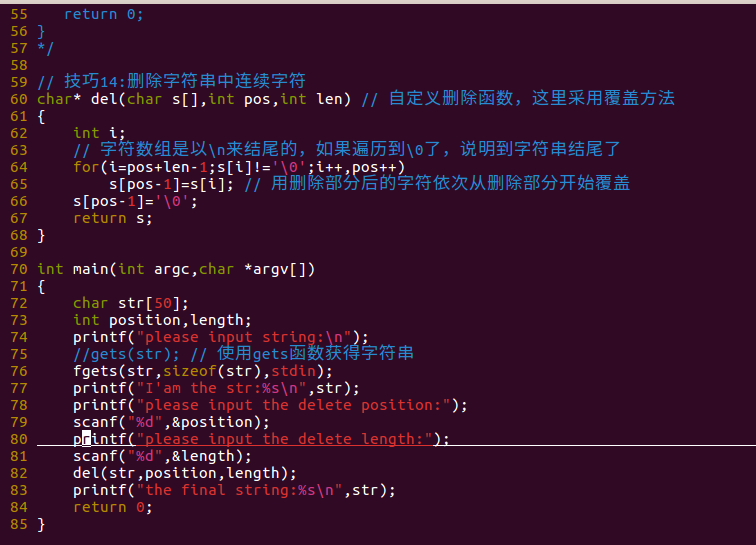 55    return 0;
56 }
57 */
58
59 // 技巧14:删除字符串中连续字符
60 char* del(char s[],int pos,int len) // 自定义删除函数，这里采用覆盖方法
61 {
62     int i;
63     // 字符数组是以\n来结尾的，如果遍历到\0了，说明到字符串结尾了
64     for(i=pos+len-1;s[i]!='\0';i++,pos++)
65         s[pos-1]=s[i]; // 用删除部分后的字符依次从删除部分开始覆盖
66     s[pos-1]='\0';
67     return s;
68 }
69
70 int main(int argc,char *argv[])
71 {
72     char str[50];
73     int position,length;
74     printf("please input string:\n");
75     //gets(str); // 使用gets函数获得字符串
76     fgets(str,sizeof(str),stdin);
77     printf("I'am the str:%s\n",str);
78     printf("please input the delete position:");
79     scanf("%d",&position);
80     printf("please input the delete length:");
81     scanf("%d",&length);
82     del(str,position,length);
83     printf("the final string:%s\n",str);
84     return 0;
85 }